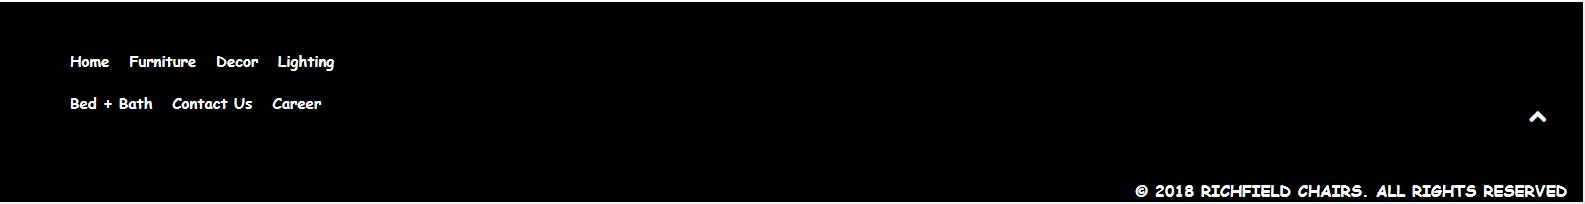 Home Furniture Decor Lighting
Bed + Bath Contact Us Career
© 2018 RICHFIELD CHAIRS. ALL RIGHTS RESERVED